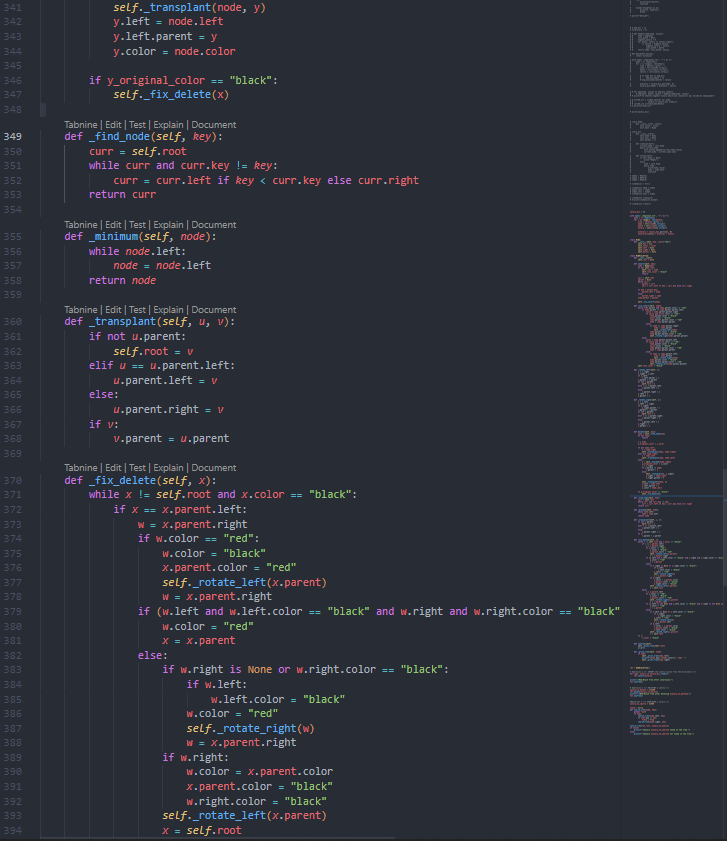 341 self._transplant(node, y)
342 y.left = node.left
343 y.left.parent = y
344 y.color = node.color
345
346 if y_original_color == "black":
347 self._fix_delete(x)
348
Tabnine | Edit | Test | Explain | Document
349 def _find_node(self, key):
350 curr = self.root
351 while curr and curr.key != key:
352 curr = curr.left if key < curr.key else curr.right
353 return curr
354
Tabnine | Edit | Test | Explain | Document
355 def _minimum(self, node):
356 while node.left:
357 node = node.left
358 return node
359
Tabnine | Edit | Test | Explain | Document
360 def _transplant(self, u, v):
361 if not u.parent:
362 self.root = v
363 elif u == u.parent.left:
364 u.parent.left = v
365 else:
366 u.parent.right = v
367 if v:
368 v.parent = u.parent
369
Tabnine | Edit | Test | Explain | Document
370 def _fix_delete(self, x):
371 while x != self.root and x.color == "black":
372 if x == x.parent.left:
373 w = x.parent.right
374 if w.color == "red":
375 w.color = "black"
376 x.parent.color = "red"
377 self._rotate_left(x.parent)
378 w = x.parent.right
379 if (w.left and w.left.color == "black" and w.right and w.right.color == "black"
380 w.color = "red"
381 x = x.parent
382 else:
383 if w.right is None or w.right.color == "black":
384 if w.left:
385 w.left.color = "black"
386 w.color = "red"
387 self._rotate_right(w)
388 w = x.parent.right
389 if w.right:
390 w.color = x.parent.color
391 x.parent.color = "black"
392 w.right.color = "black"
393 self._rotate_left(x.parent)
394 x = self.root